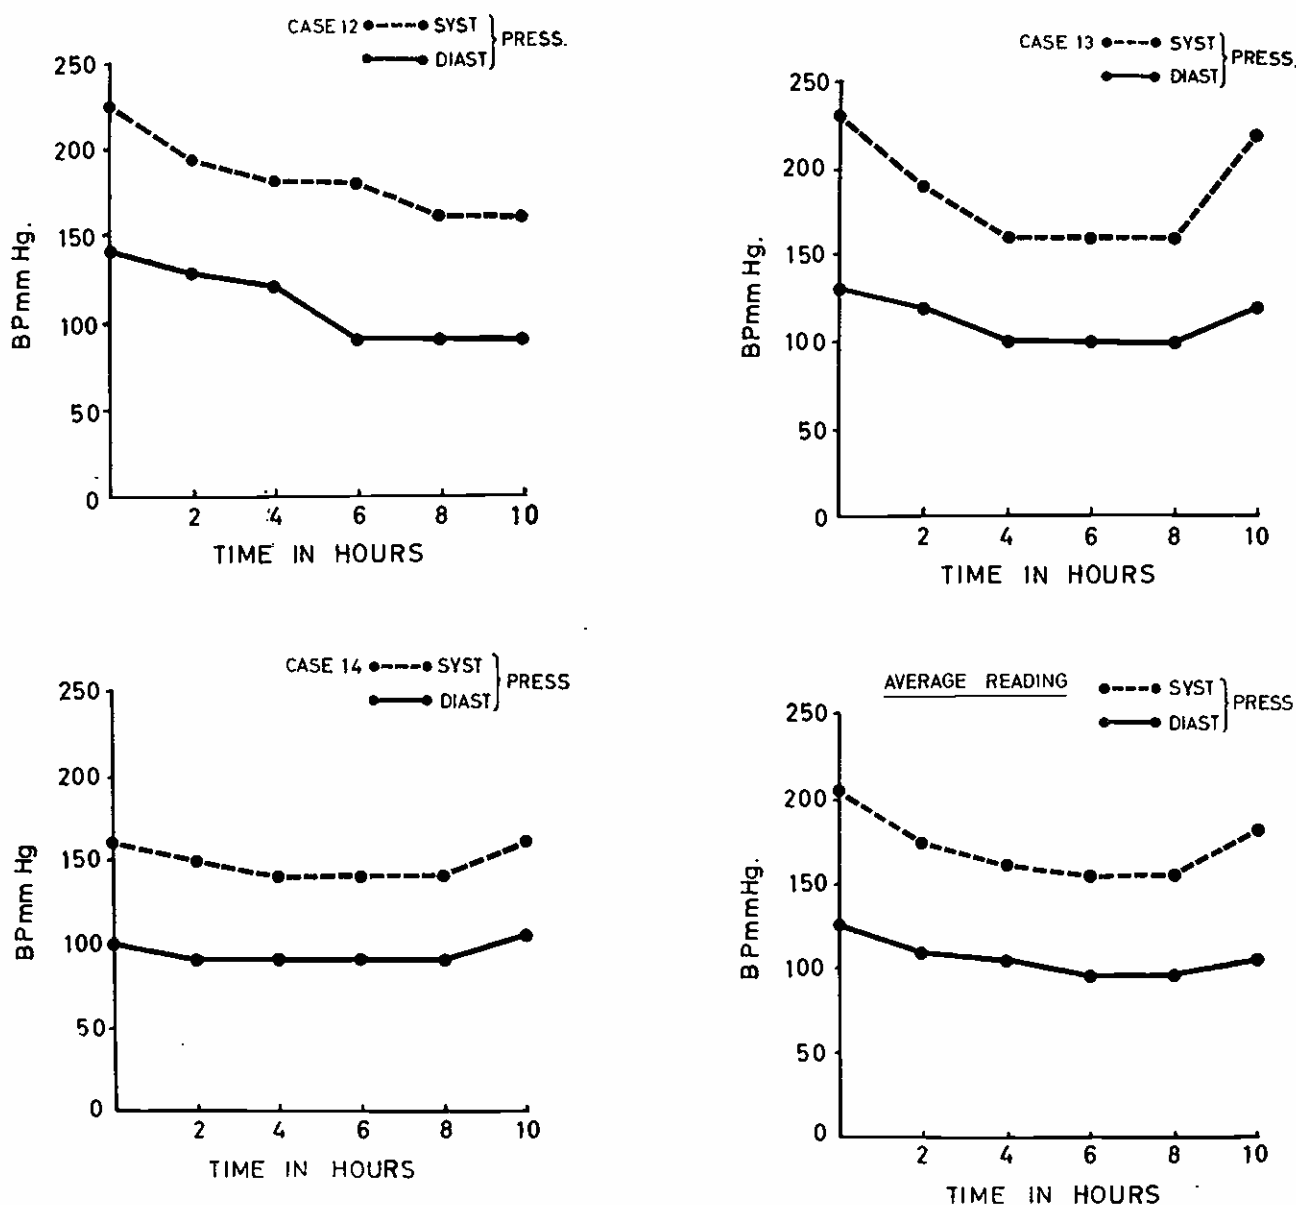 CASE 12 SYST
DIAST
PRESS.
250
200
150
100
50
0
BPmm Hg.
2 4 6 8 10
TIME IN HOURS
CASE 13 SYST
DIAST
PRESS.
250
200
150
100
50
0
BPmm Hg.
2 4 6 8 10
TIME IN HOURS
CASE 14 SYST
DIAST
PRESS
250
200
150
100
50
0
BPmm Hg
2 4 6 8 10
TIME IN HOURS
AVERAGE READING
SYST
DIAST
PRESS
250
200
150
100
50
0
BPmmHg.
2 4 6 8 10
TIME IN HOURS